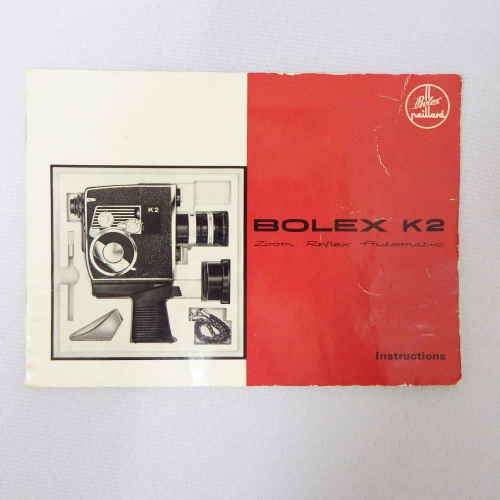 Bolex
Paillard
K2
BOLEX K2
Zoom Reflex Automatic
Instructions